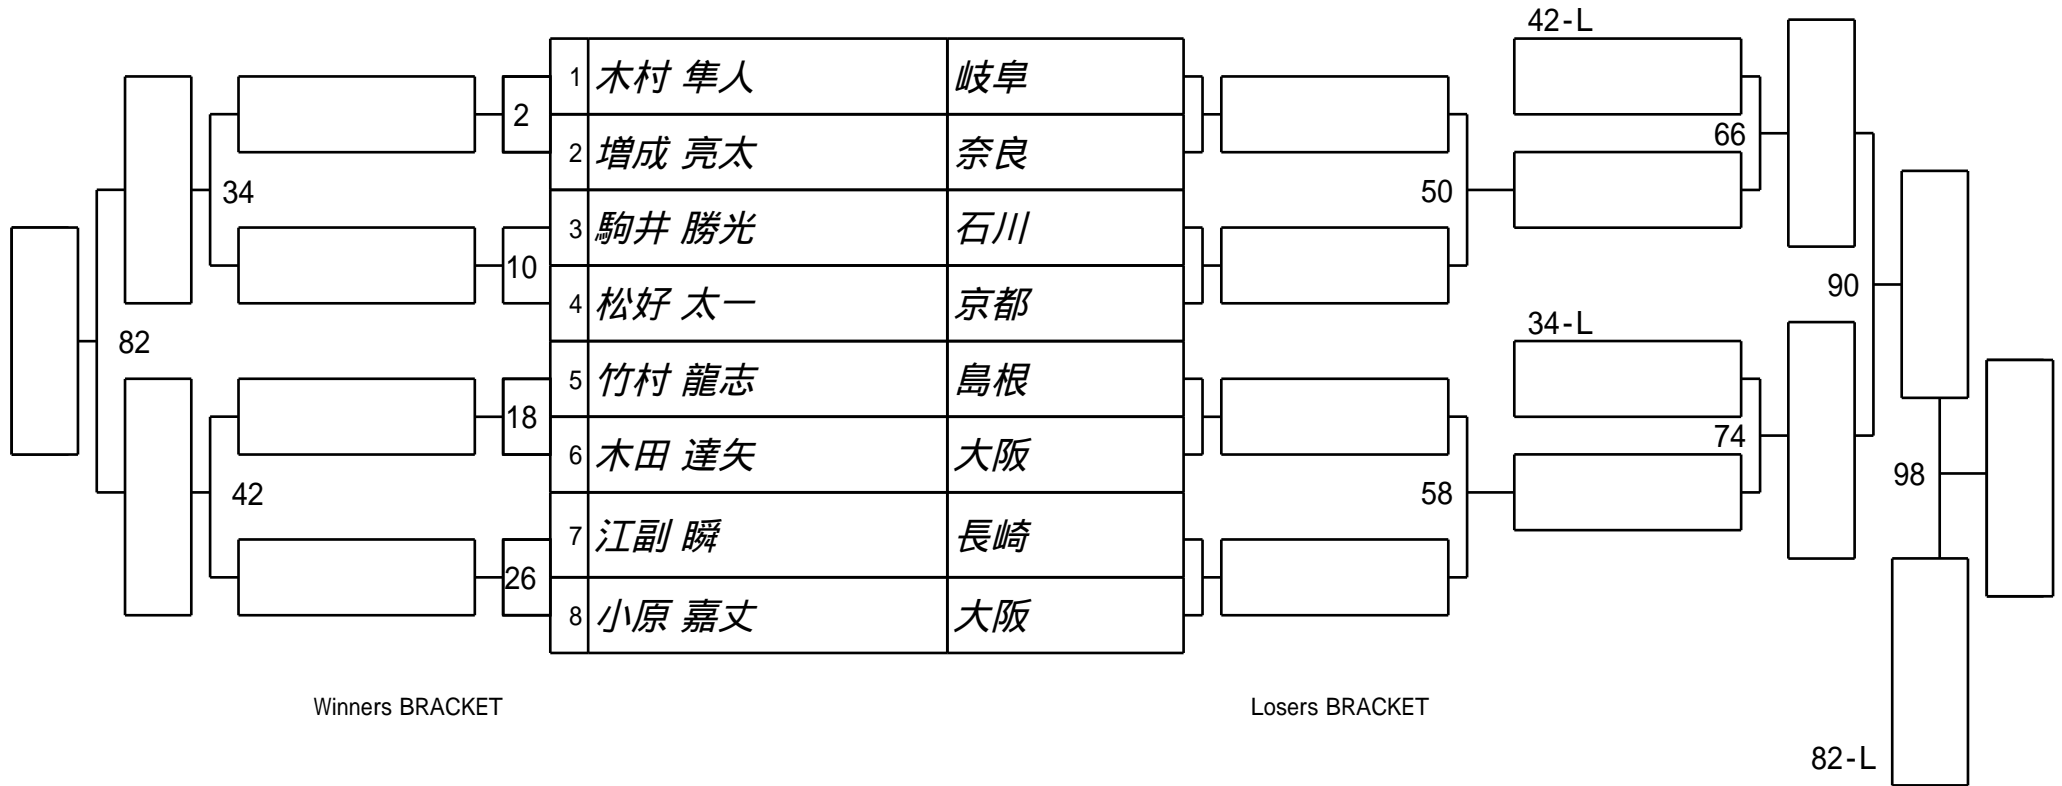 42-L
1 木村 隼人 岐阜
2
2 増成 亮太 奈良
66
34
50
3 駒井 勝光 石川
10
4 松好 太一 京都
90
82
34-L
5 竹村 龍志 島根
18
6 木田 達矢 大阪
74
42
58
98
7 江副 瞬 長崎
26
8 小原 嘉丈 大阪
Winners BRACKET
Losers BRACKET
82-L